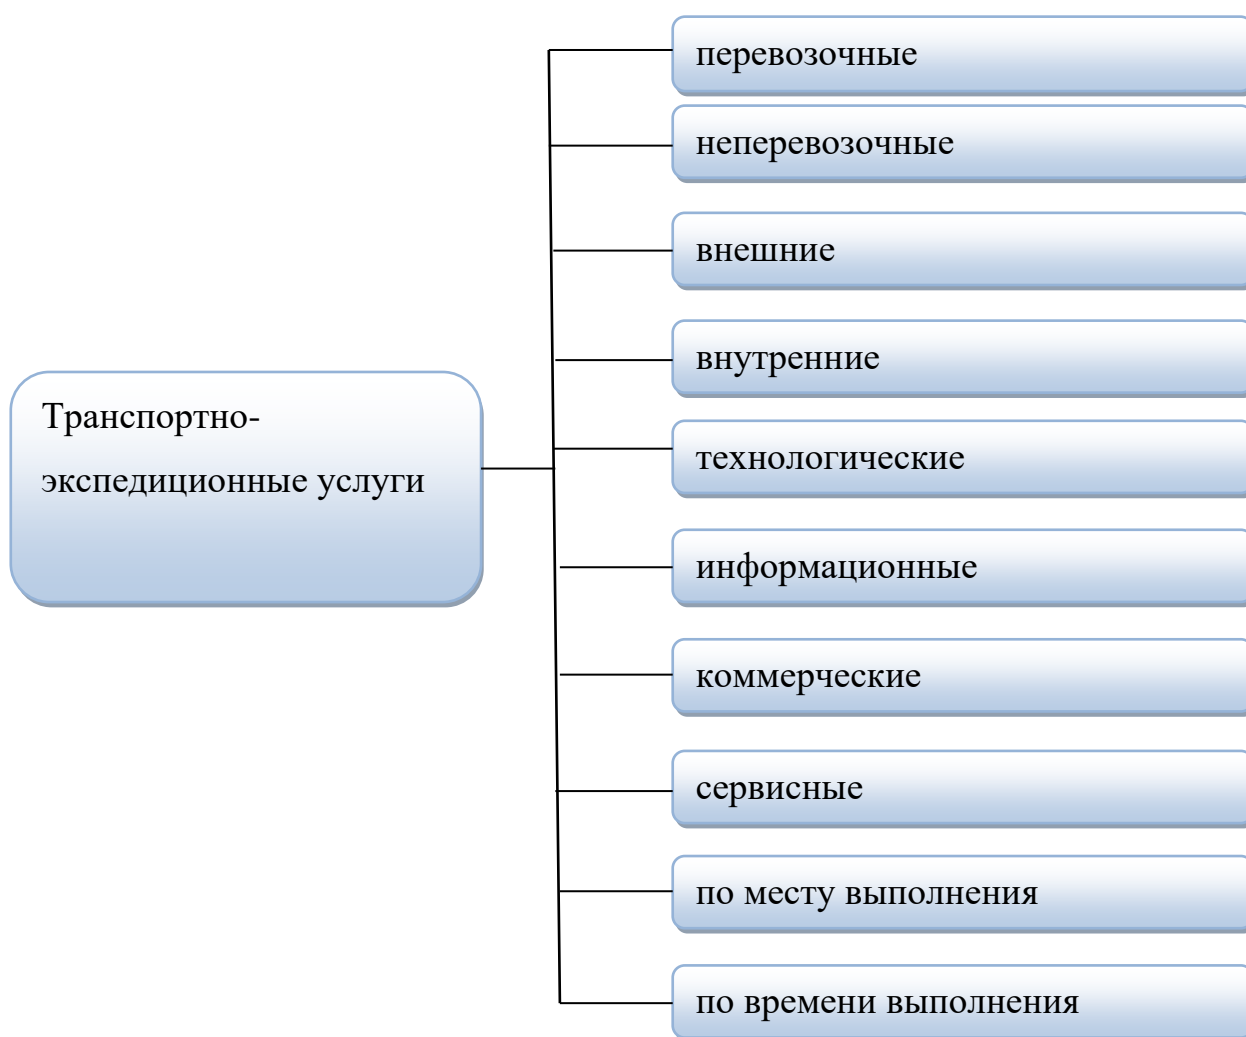 Транспортно-
экспедиционные услуги
перевозочные
неперевозочные
внешние
внутренние
технологические
информационные
коммерческие
сервисные
по месту выполнения
по времени выполнения